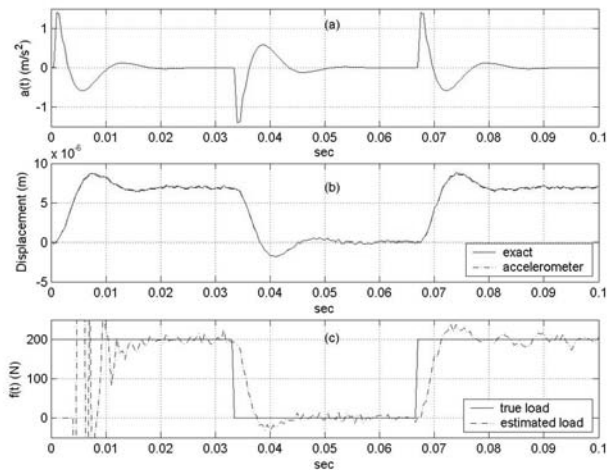 (a)
a(t) (m/s²)
1
0
-1
0 0.01 0.02 0.03 0.04 0.05 0.06 0.07 0.08 0.09 0.1
sec
x 10⁻⁶
(b)
Displacement (m)
10
5
0
-5
exact
accelerometer
0 0.01 0.02 0.03 0.04 0.05 0.06 0.07 0.08 0.09 0.1
sec
(c)
f(t) (N)
200
100
0
true load
estimated load
0 0.01 0.02 0.03 0.04 0.05 0.06 0.07 0.08 0.09 0.1
sec